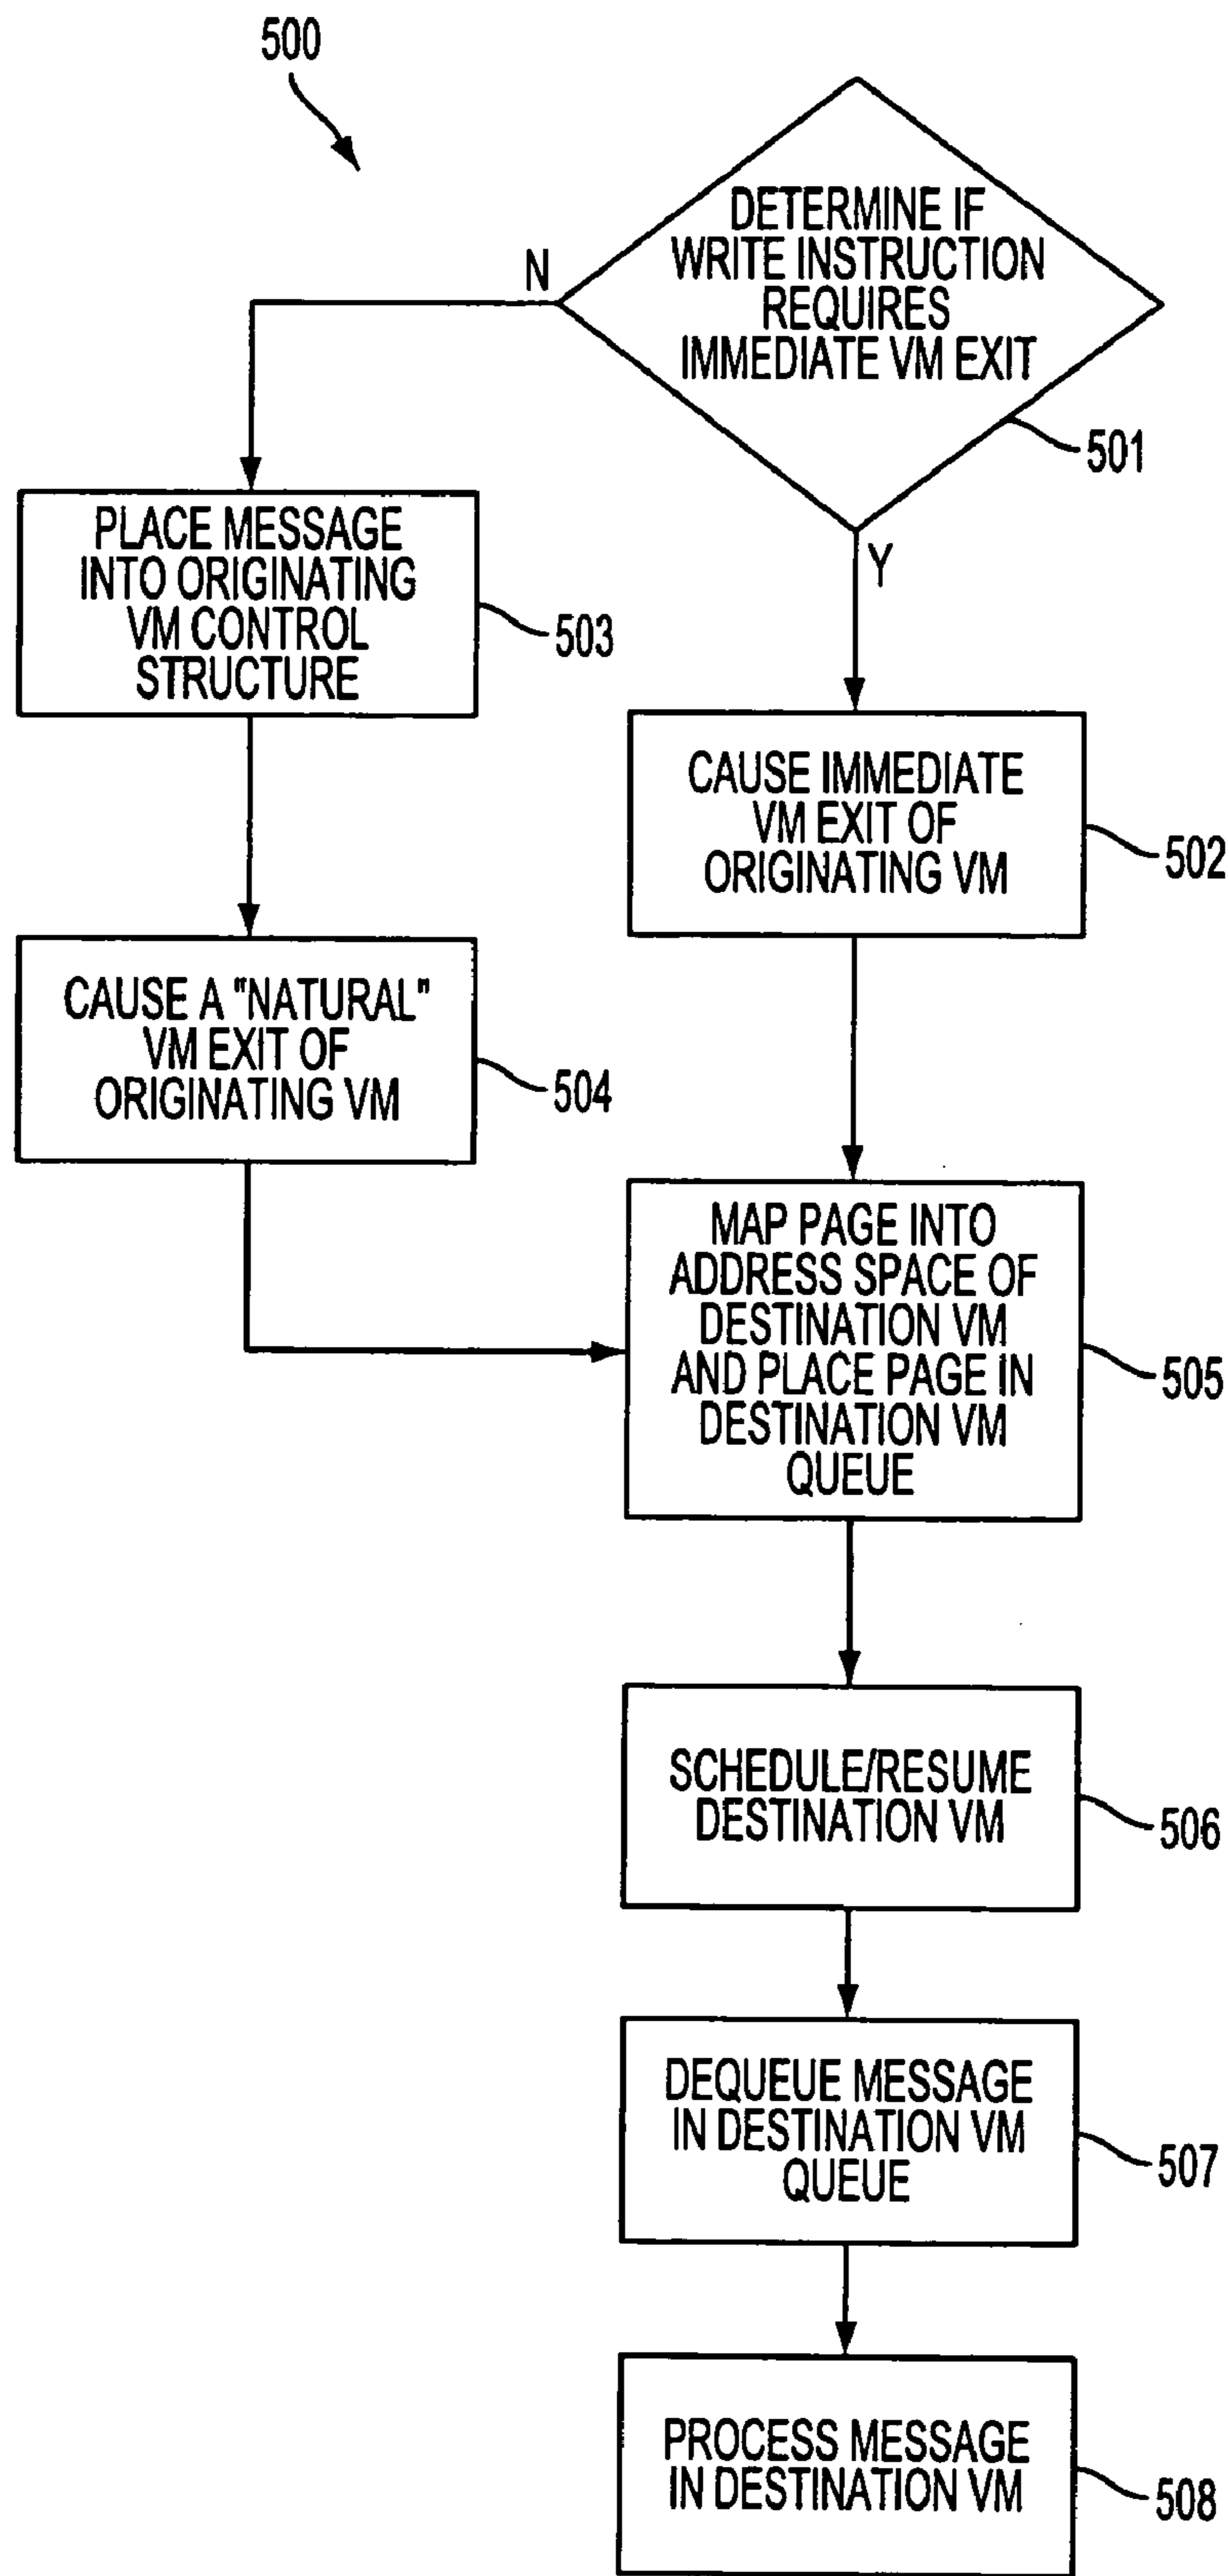 500
DETERMINE IF
WRITE INSTRUCTION
REQUIRES
IMMEDIATE VM EXIT
N
501
Y
PLACE MESSAGE
INTO ORIGINATING
VM CONTROL
STRUCTURE
503
CAUSE IMMEDIATE
VM EXIT OF
ORIGINATING VM
502
CAUSE A "NATURAL"
VM EXIT OF
ORIGINATING VM
504
MAP PAGE INTO
ADDRESS SPACE OF
DESTINATION VM
AND PLACE PAGE IN
DESTINATION VM
QUEUE
505
SCHEDULE/RESUME
DESTINATION VM
506
DEQUEUE MESSAGE
IN DESTINATION VM
QUEUE
507
PROCESS MESSAGE
IN DESTINATION VM
508